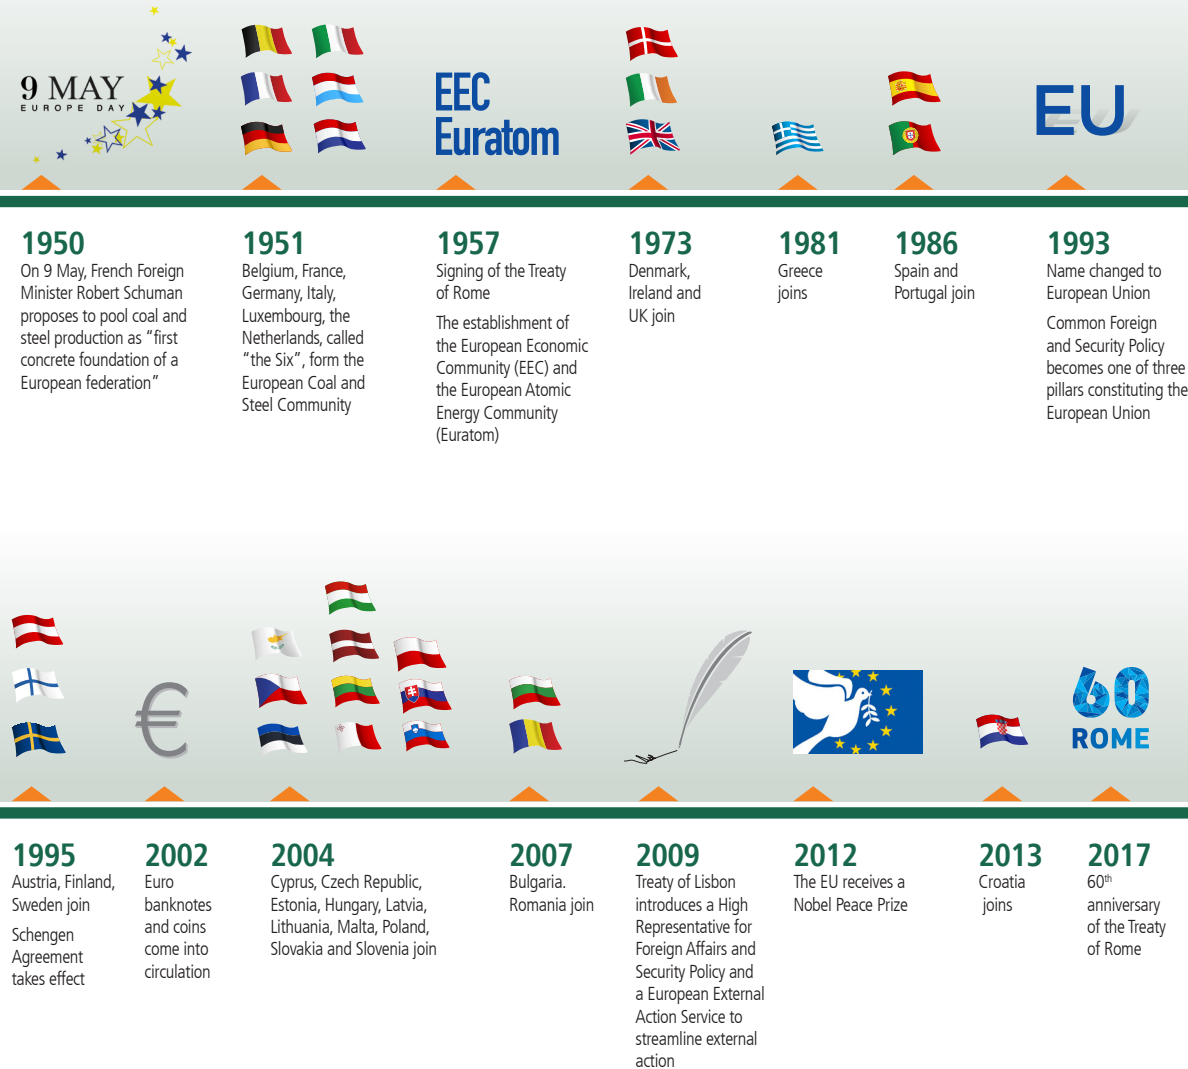 9 MAY
EUROPE DAY
EEC
Euratom
EU
1950
On 9 May, French Foreign
Minister Robert Schuman
proposes to pool coal and
steel production as “first
concrete foundation of a
European federation”
1951
Belgium, France,
Germany, Italy,
Luxembourg, the
Netherlands, called
“the Six”, form the
European Coal and
Steel Community
1957
Signing of the Treaty
of Rome
The establishment of
the European Economic
Community (EEC) and
the European Atomic
Energy Community
(Euratom)
1973
Denmark,
Ireland and
UK join
1981
Greece
joins
1986
Spain and
Portugal join
1993
Name changed to
European Union
Common Foreign
and Security Policy
becomes one of three
pillars constituting the
European Union
€
60
ROME
1995
Austria, Finland,
Sweden join
Schengen
Agreement
takes effect
2002
Euro
banknotes
and coins
come into
circulation
2004
Cyprus, Czech Republic,
Estonia, Hungary, Latvia,
Lithuania, Malta, Poland,
Slovakia and Slovenia join
2007
Bulgaria.
Romania join
2009
Treaty of Lisbon
introduces a High
Representative for
Foreign Affairs and
Security Policy and
a European External
Action Service to
streamline external
action
2012
The EU receives a
Nobel Peace Prize
2013
Croatia
joins
2017
60th
anniversary
of the Treaty
of Rome